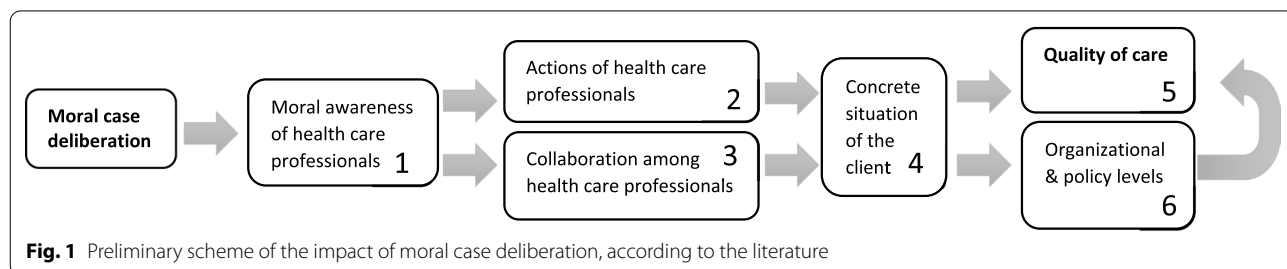 Moral case
deliberation
Moral awareness
of health care
professionals 1
Actions of health care
professionals 2
Collaboration among 3
health care professionals
Concrete
situation
of the
client 4
Quality of care
5
Organizational
& policy levels
6
Fig. 1 Preliminary scheme of the impact of moral case deliberation, according to the literature